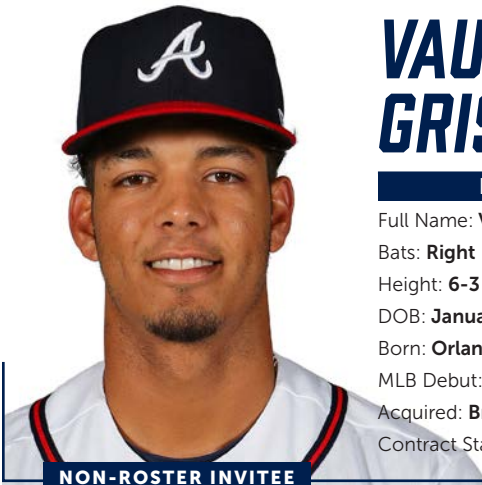 VAU
GRIS
Full Name: V
Bats: Right
Height: 6-3
DOB: Janua
Born: Orlan
MLB Debut:
Acquired: B
Contract Sta
A
NON-ROSTER INVITEE